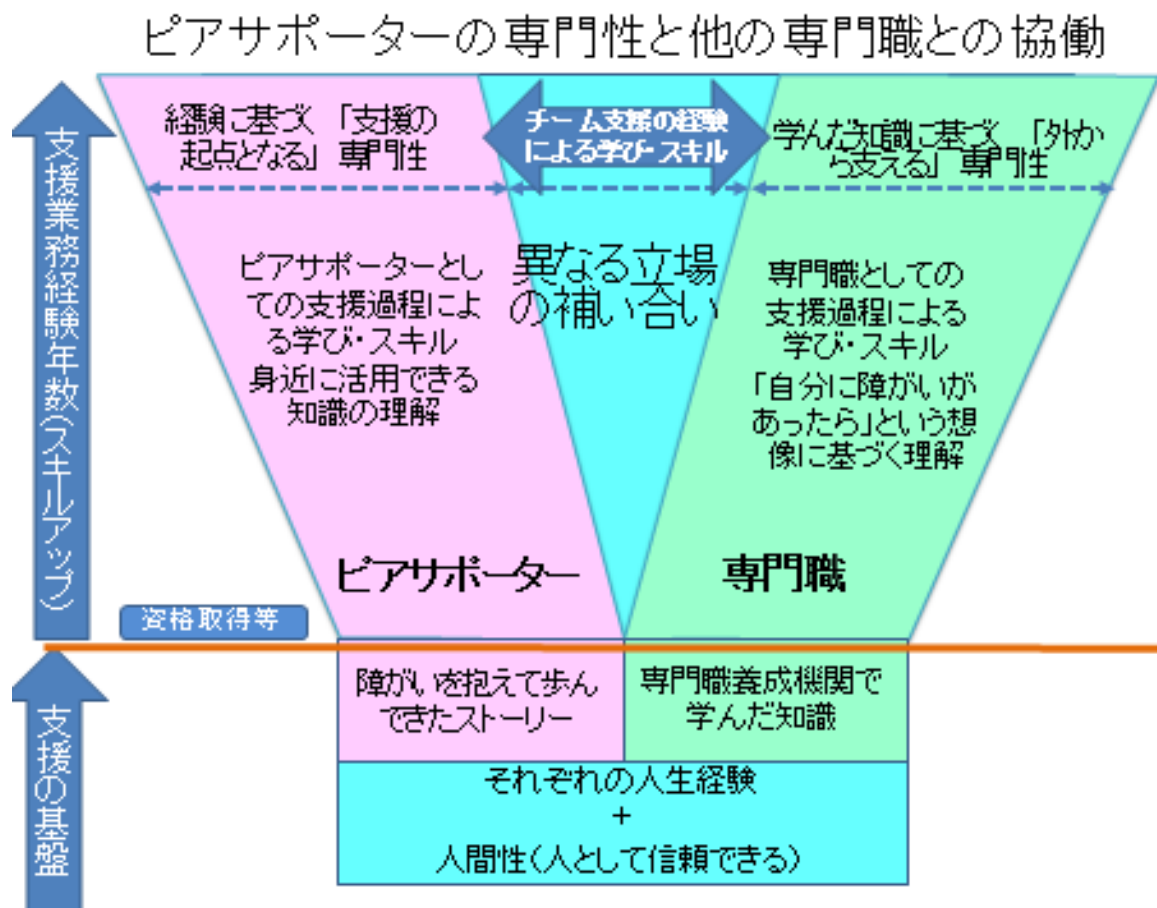 ピアサポーターの専門性と他の専門職との協働
支援業務経験年数(スキルアップ)
経験に基づく「支援の
起点となる」専門性
チーム支援の経験
による学び・スキル
学んだ知識に基づく「外か
ら支える」専門性
ピアサポーターとし
ての支援過程によ
る学び・スキル
身近に活用できる
知識の理解
異なる立場
の補い合い
専門職としての
支援過程による
学び・スキル
「自分に障がいが
あったら」という想
像に基づく理解
ピアサポーター
専門職
資格取得等
支援の基盤
障がいを抱えて歩ん
できたストーリー
専門職養成機関で
学んだ知識
それぞれの人生経験
+
人間性(人として信頼できる)